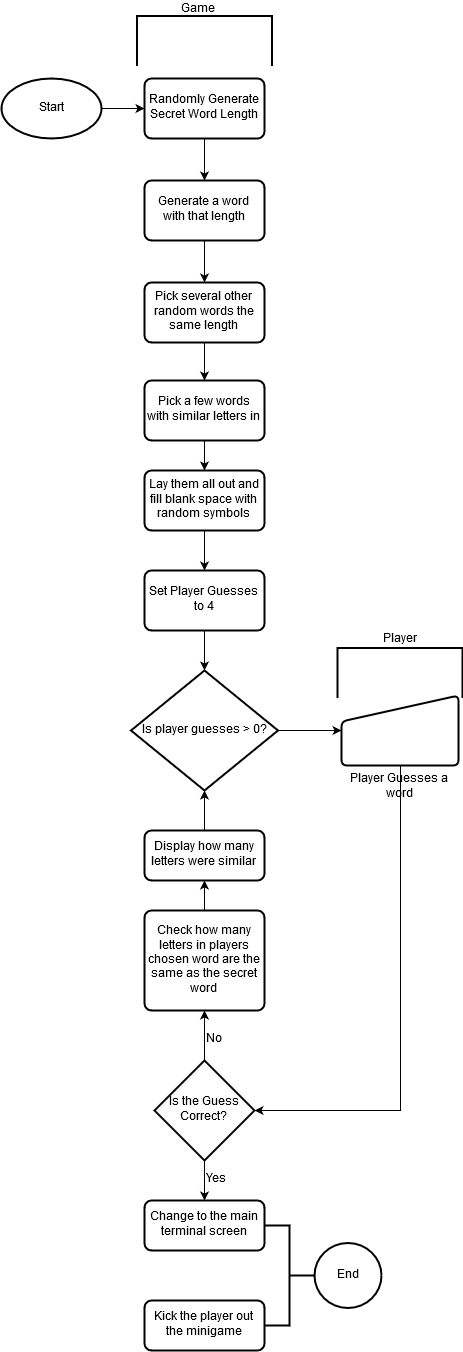 Game
Start
Randomly Generate
Secret Word Length
Generate a word
with that length
Pick several other
random words the
same length
Pick a few words
with similar letters in
Lay them all out and
fill blank space with
random symbols
Set Player Guesses
to 4
Player
Is player guesses > 0?
Player Guesses a
word
Display how many
letters were similar
Check how many
letters in players
chosen word are the
same as the secret
word
No
Is the Guess
Correct?
Yes
Change to the main
terminal screen
End
Kick the player out
the minigame